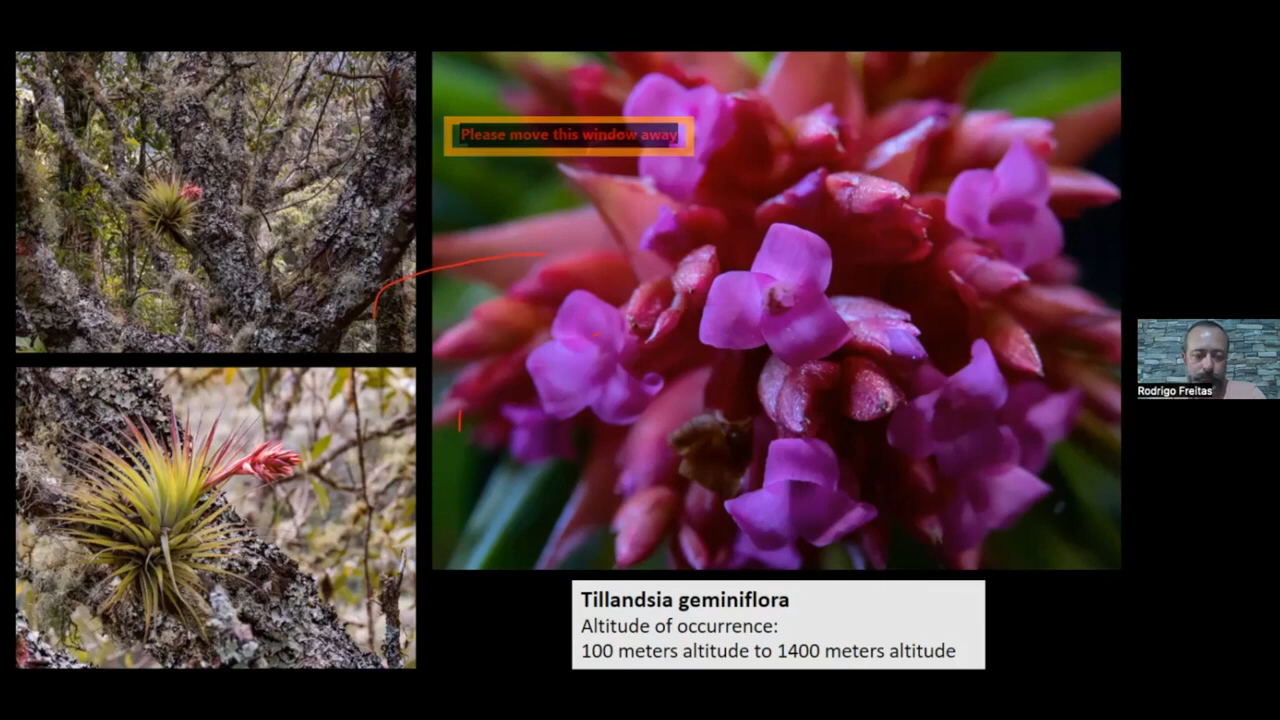 Please move this window away
Rodrigo Freitas
Tillandsia geminiflora
Altitude of occurrence:
100 meters altitude to 1400 meters altitude